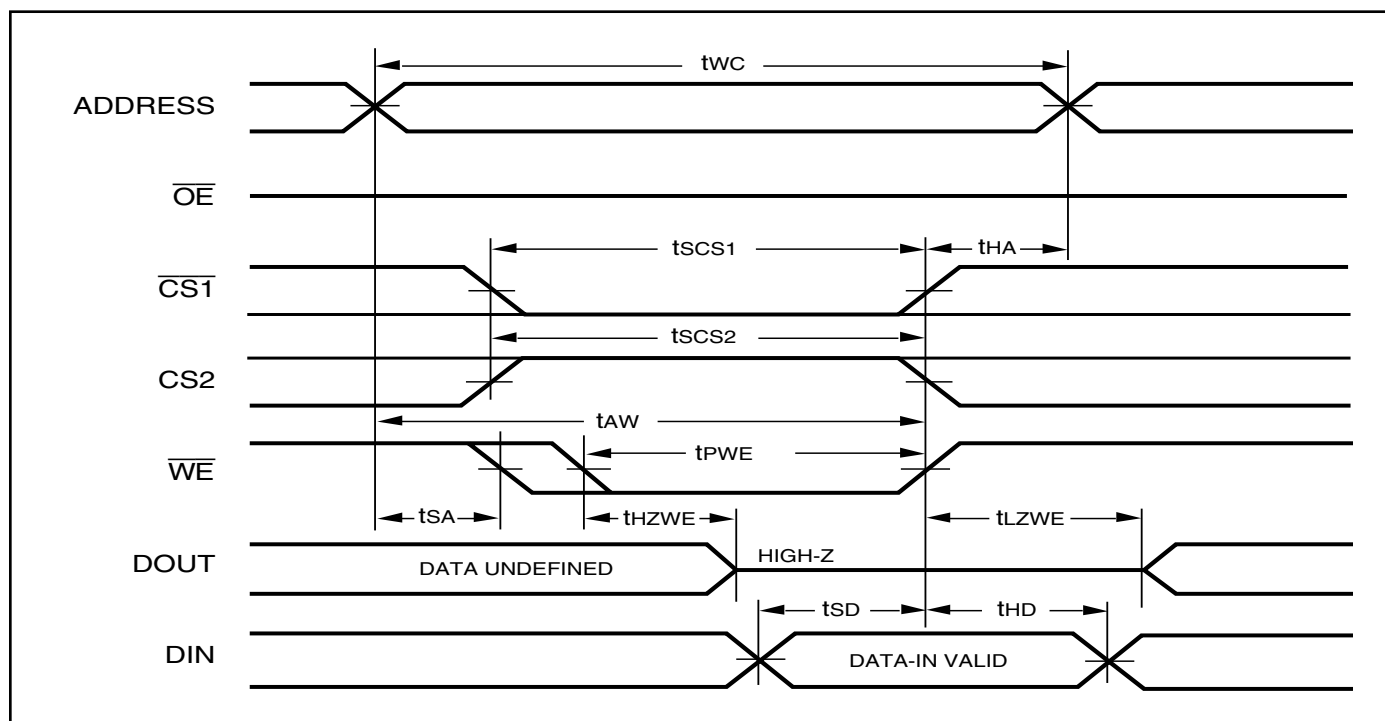 tWC
ADDRESS
OE
tSCS1
tHA
CS1
tSCS2
CS2
tAW
tPWE
WE
tSA
tHZWE
tLZWE
DOUT
DATA UNDEFINED
HIGH-Z
tSD
tHD
DIN
DATA-IN VALID